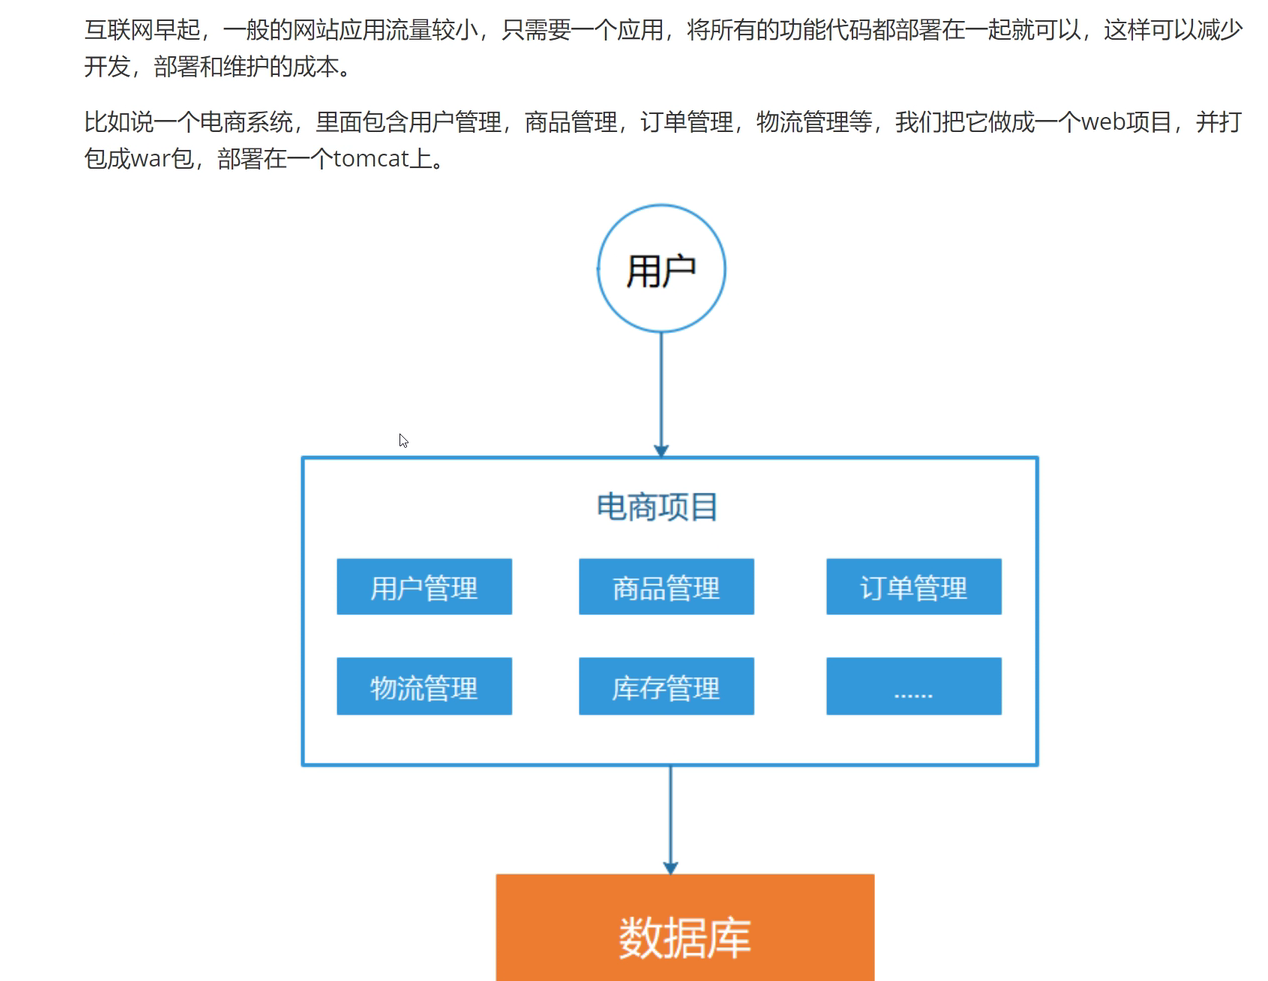 互联网早起，一般的网站应用流量较小，只需要一个应用，将所有的功能代码都部署在一起就可以，这样可以减少
开发，部署和维护的成本。
比如说一个电商系统，里面包含用户管理，商品管理，订单管理，物流管理等，我们把它做成一个web项目，并打
包成war包，部署在一个tomcat上。
用户
电商项目
用户管理
商品管理
订单管理
物流管理
库存管理
......
数据库